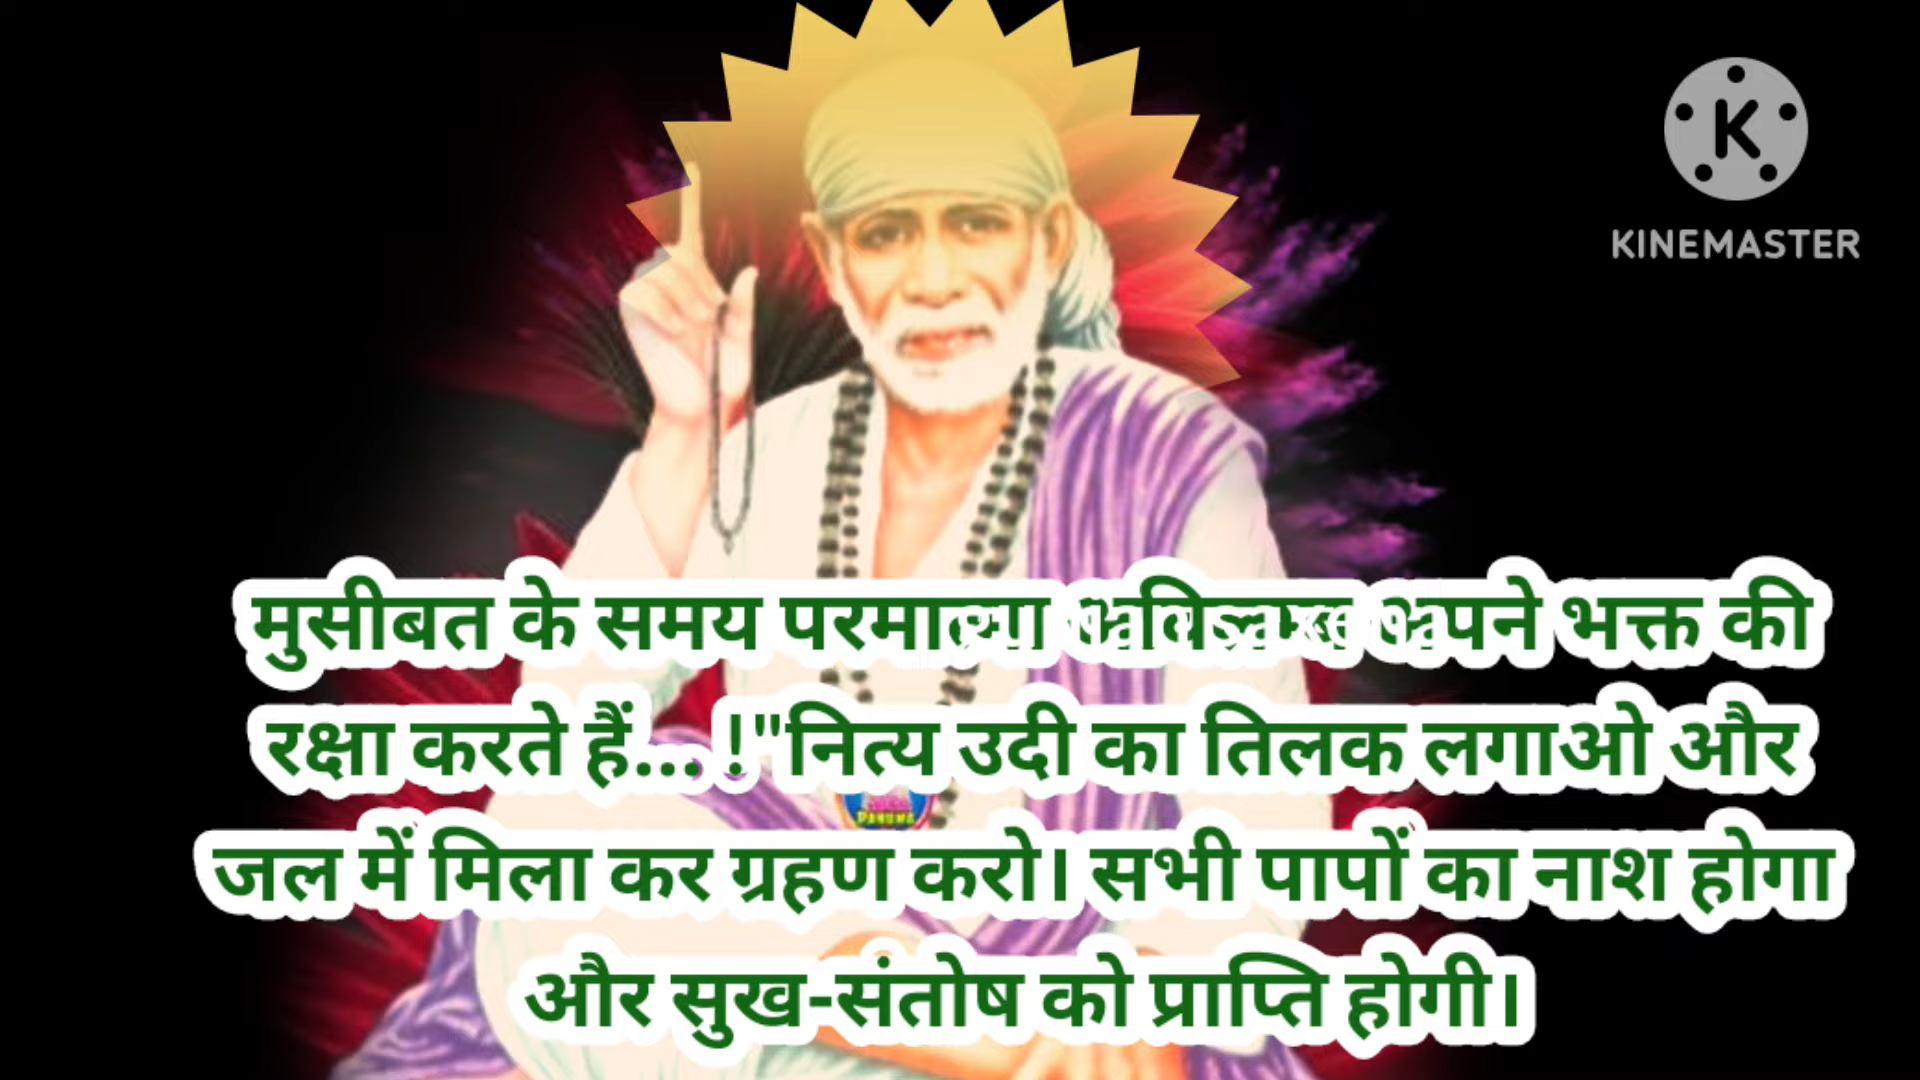 KINEMASTER
मुसीबत के समय परमात्मा अविलम्ब अपने भक्त की
रक्षा करते हैं... !"नित्य उदी का तिलक लगाओ और
जल में मिला कर ग्रहण करो। सभी पापों का नाश होगा
और सुख-संतोष को प्राप्ति होगी।